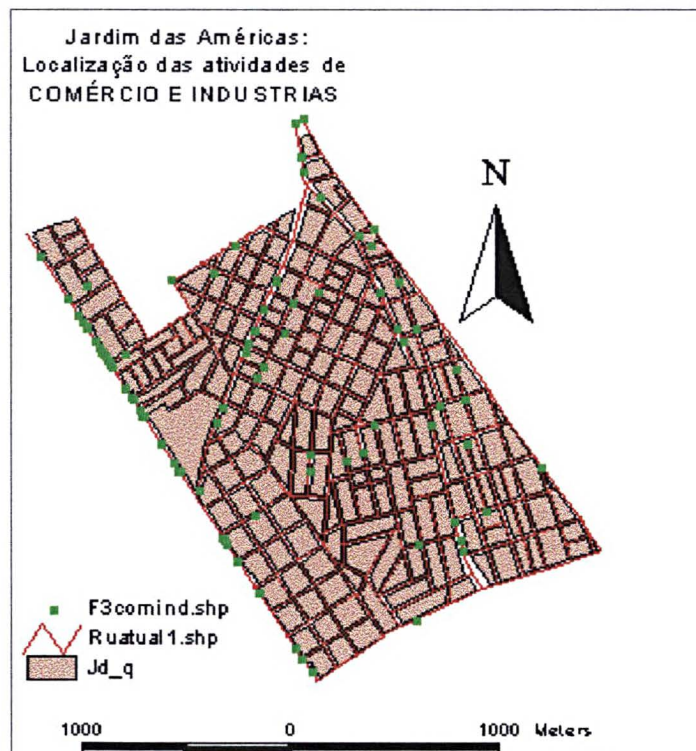 Jardim das Américas:
Localização das atividades de
COMÉRCIO E INDUSTRIAS
N
F3comind.shp
Ruatual1.shp
Jd_q
1000 0 1000 Meters